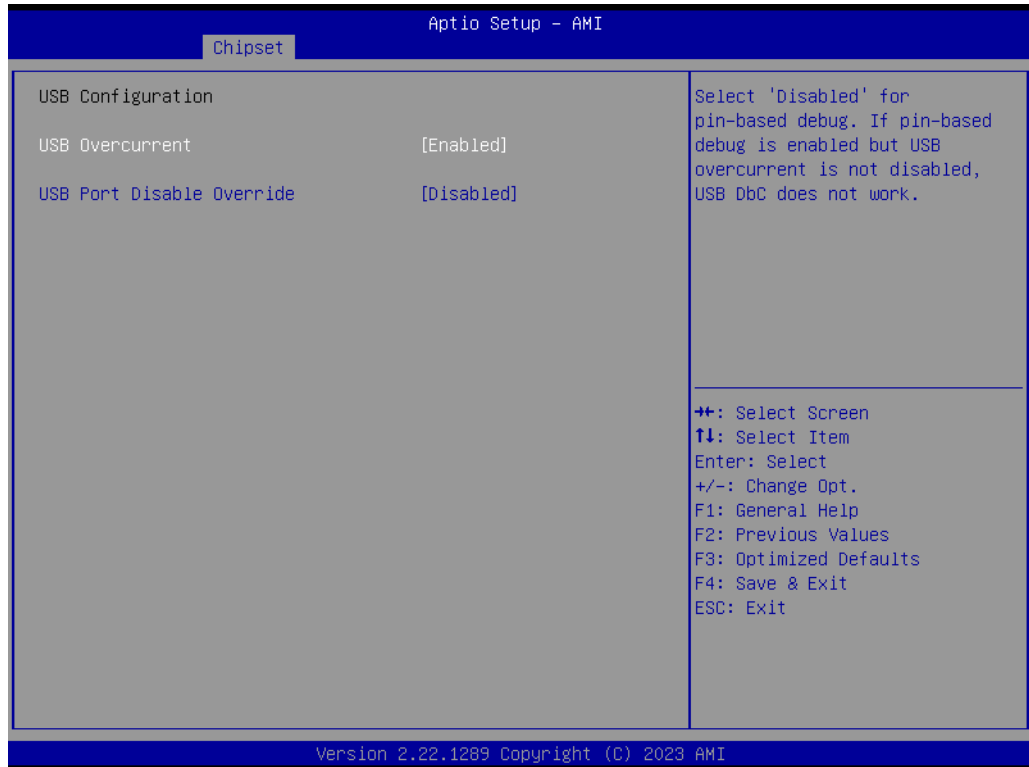 Aptio Setup – AMI
Chipset
USB Configuration
USB Overcurrent [Enabled]
USB Port Disable Override [Disabled]
Select 'Disabled' for
pin-based debug. If pin-based
debug is enabled but USB
overcurrent is not disabled,
USB DbC does not work.
→←: Select Screen
↑↓: Select Item
Enter: Select
+/-: Change Opt.
F1: General Help
F2: Previous Values
F3: Optimized Defaults
F4: Save & Exit
ESC: Exit
Version 2.22.1289 Copyright (C) 2023 AMI